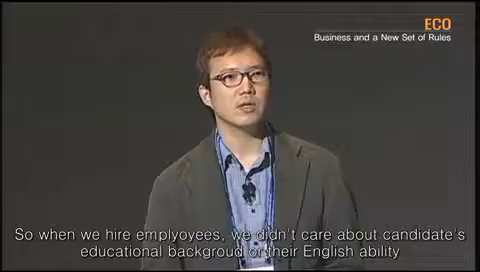 ECO
Business and a New Set of Rules
So when we hire emplyoyees, we didn't care about candidate's
educational backgroud or their English ability